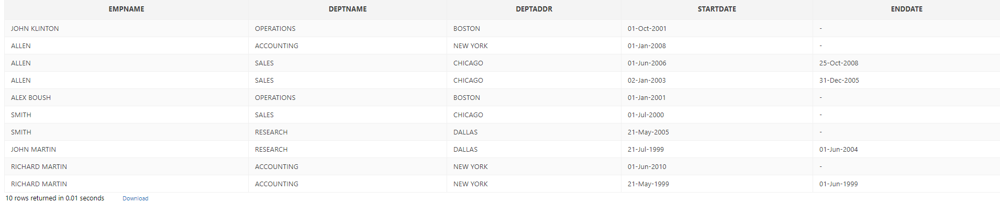 EMPNAME DEPTNAME DEPTADDR STARTDATE ENDDATE
JOHN KLINTON OPERATIONS BOSTON 01-Oct-2001 -
ALLEN ACCOUNTING NEW YORK 01-Jan-2008 -
ALLEN SALES CHICAGO 01-Jun-2006 25-Oct-2008
ALLEN SALES CHICAGO 02-Jan-2003 31-Dec-2005
ALEX BOUSH OPERATIONS BOSTON 01-Jan-2001 -
SMITH SALES CHICAGO 01-Jul-2000 -
SMITH RESEARCH DALLAS 21-May-2005 -
JOHN MARTIN RESEARCH DALLAS 21-Jul-1999 01-Jun-2004
RICHARD MARTIN ACCOUNTING NEW YORK 01-Jun-2010 -
RICHARD MARTIN ACCOUNTING NEW YORK 21-May-1999 01-Jun-1999
10 rows returned in 0.01 seconds Download